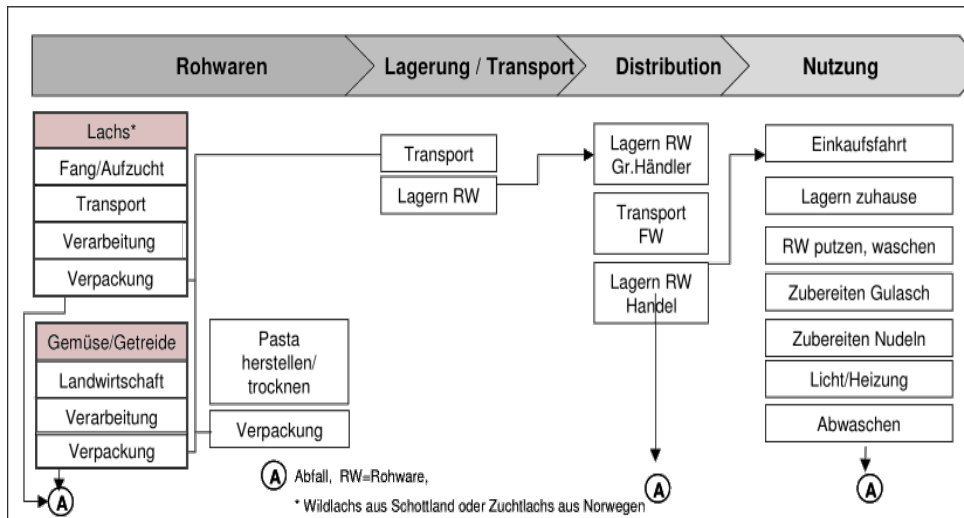 Rohwaren
Lagerung / Transport
Distribution
Nutzung
Lachs*
Fang/Aufzucht
Transport
Verarbeitung
Verpackung
Gemüse/Getreide
Landwirtschaft
Verarbeitung
Verpackung
A
Pasta
herstellen/
trocknen
Verpackung
Transport
Lagern RW
Lagern RW
Gr.Händler
Transport
FW
Lagern RW
Handel
A
Einkaufsfahrt
Lagern zuhause
RW putzen, waschen
Zubereiten Gulasch
Zubereiten Nudeln
Licht/Heizung
Abwaschen
A
A Abfall, RW=Rohware,
* Wildlachs aus Schottland oder Zuchtlachs aus Norwegen